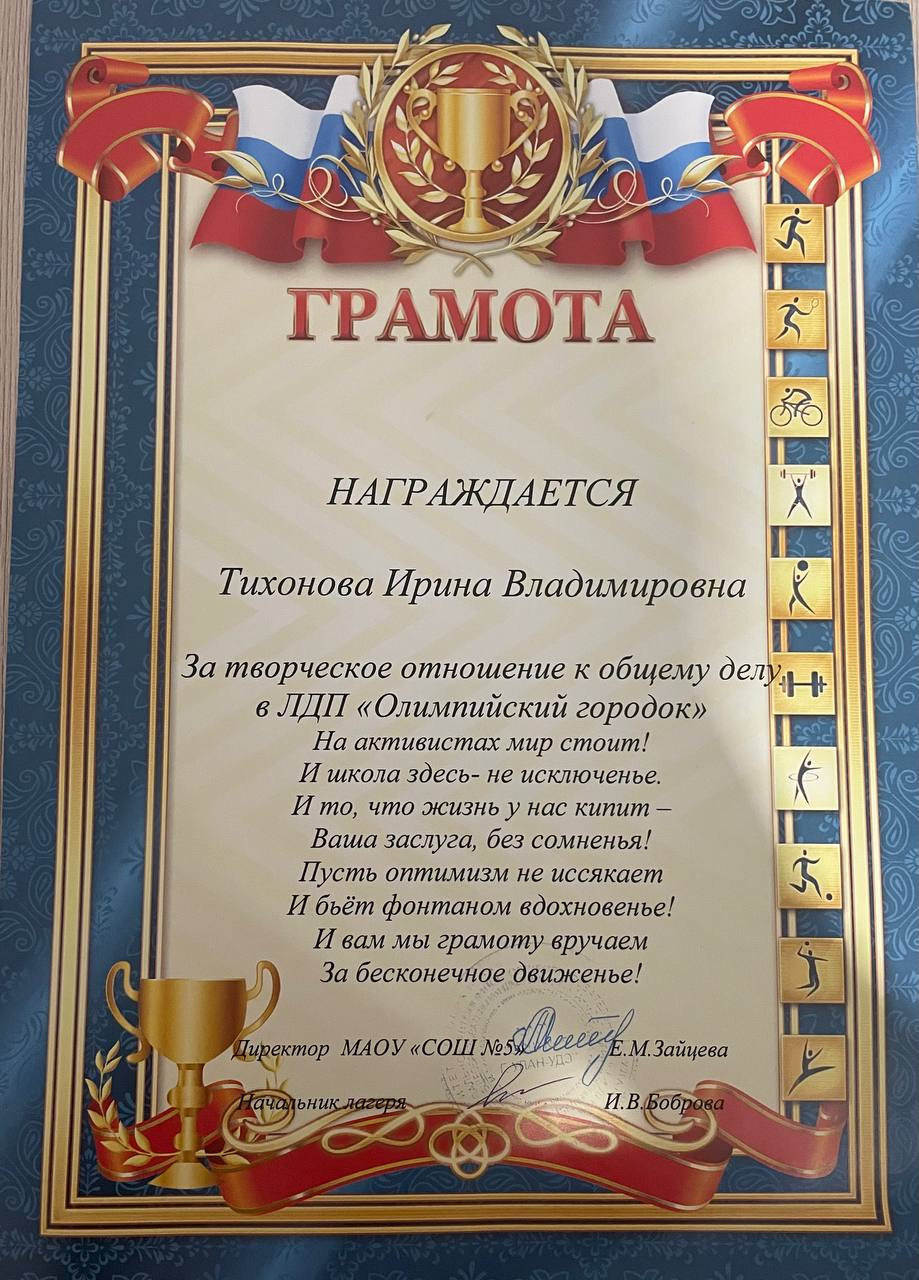 ГРАМОТА
НАГРАЖДАЕТСЯ
Тихонова Ирина Владимировна
За творческое отношение к общему делу
в ЛДП «Олимпийский городок»
На активистах мир стоит!
И школа здесь- не исключенье.
И то, что жизнь у нас кипит –
Ваша заслуга, без сомненья!
Пусть оптимизм не иссякает
И бьёт фонтаном вдохновенье!
И вам мы грамоту вручаем
За бесконечное движенье!
Директор МАОУ «СОШ №5» Е.М.Зайцева
Г. УЛАН-УДЭ
Начальник лагеря И.В.Боброва